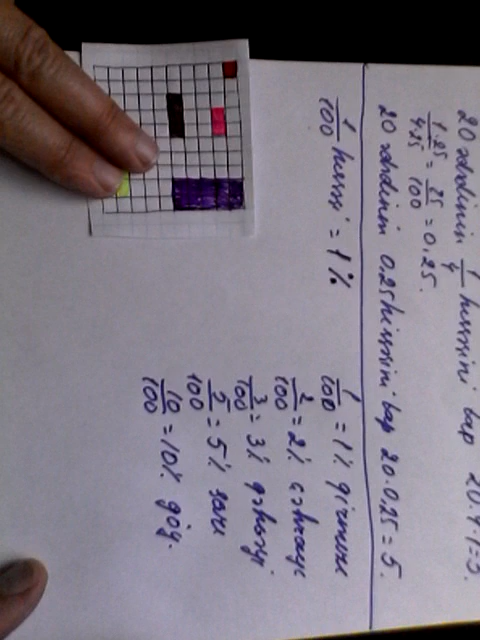 20 ədədinin 1/4 hissəsini tap 20:4·1=5.
1·25/4·25 = 25/100 = 0,25.
20 ədədinin 0,25 hissəsini tap 20·0,25=5.
1/100 hissəsi = 1%
1/100 = 1% qırmızı
2/100 = 2% çəhrayı
3/100 = 3% qəhvəyi
5/100 = 5% sarı
10/100 = 10% göy.